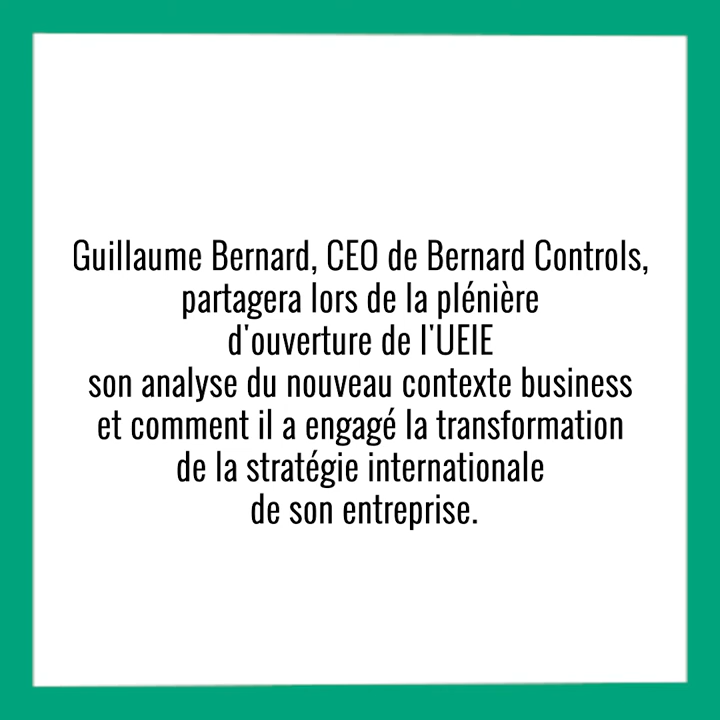 Guillaume Bernard, CEO de Bernard Controls,
partagera lors de la plénière
d'ouverture de l'UEIE
son analyse du nouveau contexte business
et comment il a engagé la transformation
de la stratégie internationale
de son entreprise.